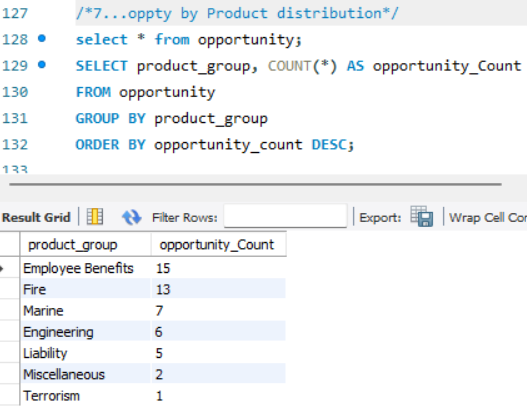 127 /*7...oppty by Product distribution*/
128 select * from opportunity;
129 SELECT product_group, COUNT(*) AS opportunity_Count
130 FROM opportunity
131 GROUP BY product_group
132 ORDER BY opportunity_count DESC;
133
Result Grid Filter Rows: Export: Wrap Cell Cor
product_group opportunity_Count
Employee Benefits 15
Fire 13
Marine 7
Engineering 6
Liability 5
Miscellaneous 2
Terrorism 1